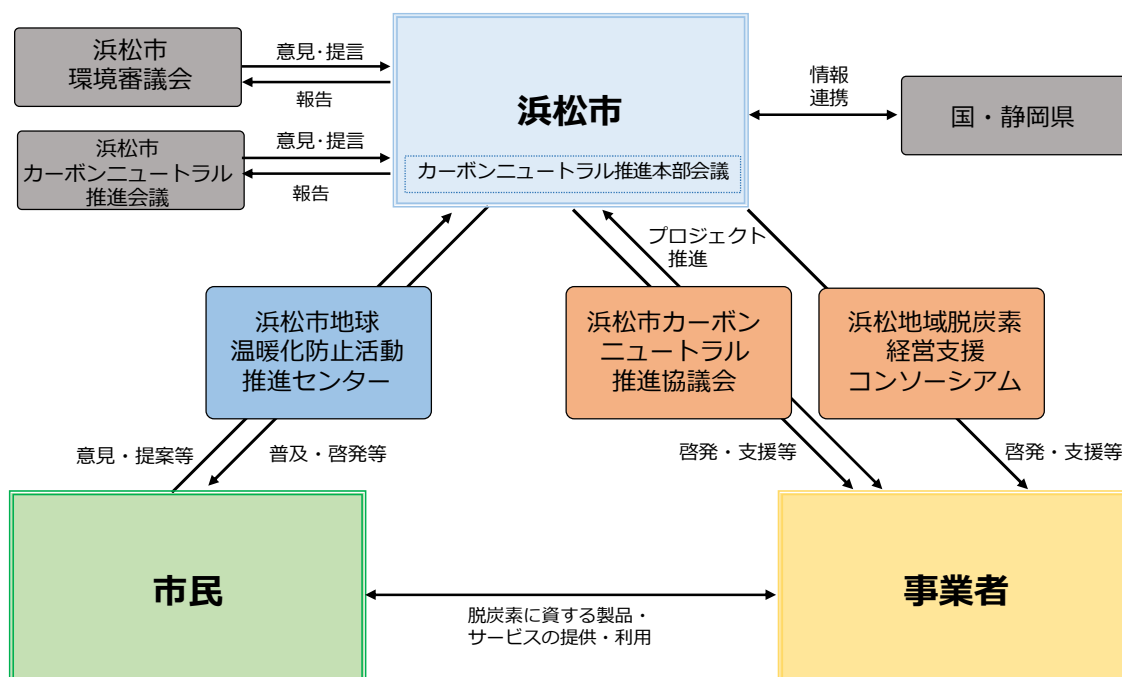 浜松市
環境審議会
意見・提言
報告
浜松市
カーボンニュートラル
推進会議
意見・提言
報告
浜松市
カーボンニュートラル推進本部会議
情報
連携
国・静岡県
プロジェクト
推進
浜松市地球
温暖化防止活動
推進センター
浜松市カーボン
ニュートラル
推進協議会
浜松地域脱炭素
経営支援
コンソーシアム
意見・提案等
普及・啓発等
啓発・支援等
啓発・支援等
市民
事業者
脱炭素に資する製品・
サービスの提供・利用